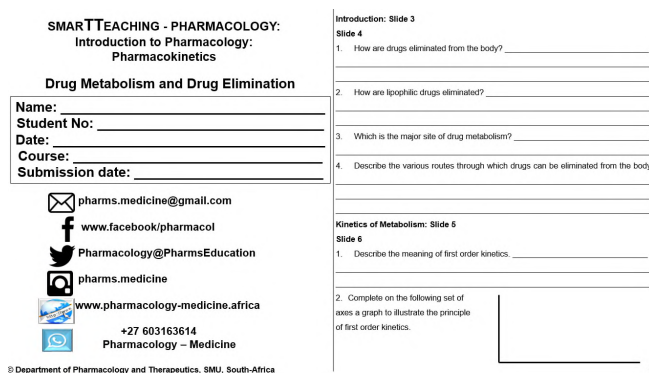 SMARTTEACHING - PHARMACOLOGY:
Introduction to Pharmacology:
Pharmacokinetics
Drug Metabolism and Drug Elimination
Name:
Student No:
Date:
Course:
Submission date:
pharms.medicine@gmail.com
www.facebook/pharmacol
Pharmacology@PharmsEducation
pharms.medicine
www.pharmacology-medicine.africa
+27 603163614
Pharmacology – Medicine
© Department of Pharmacology and Therapeutics, SMU, South-Africa
Introduction: Slide 3
Slide 4
1. How are drugs eliminated from the body?
2. How are lipophilic drugs eliminated?
3. Which is the major site of drug metabolism?
4. Describe the various routes through which drugs can be eliminated from the body
Kinetics of Metabolism: Slide 5
Slide 6
1. Describe the meaning of first order kinetics.
2. Complete on the following set of
axes a graph to illustrate the principle
of first order kinetics.